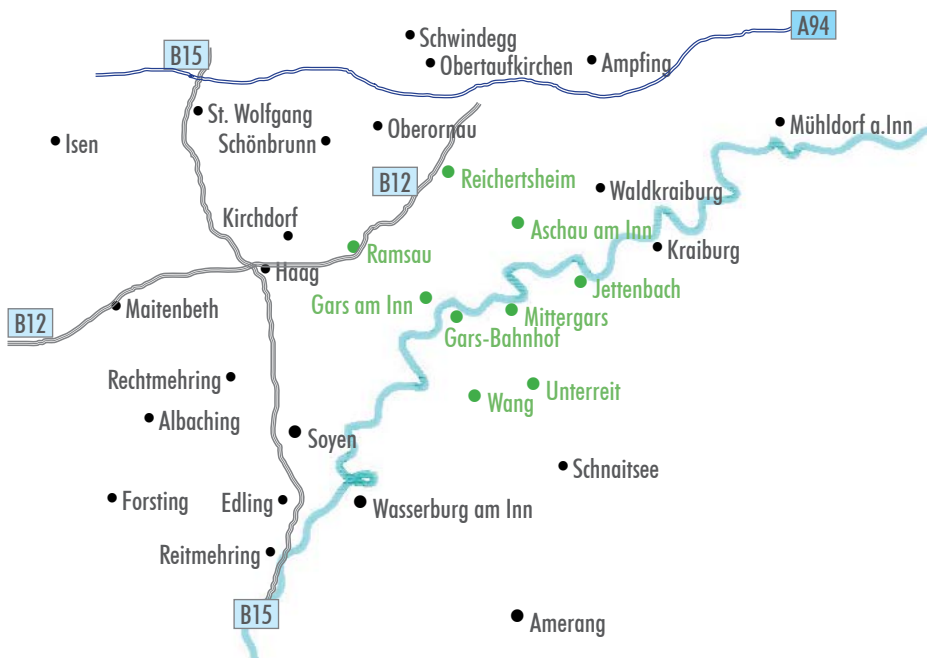 A94
Schwindegg
B15
Obertaufkirchen
Ampfing
St. Wolfgang
Oberornau
Mühldorf a.Inn
Isen
Schönbrunn
Reichertsheim
B12
Waldkraiburg
Kirchdorf
Aschau am Inn
Ramsau
Kraiburg
Haag
Jettenbach
Gars am Inn
Maitenbeth
Mittergars
B12
Gars-Bahnhof
Rechtmehring
Unterreit
Wang
Albaching
Soyen
Schnaitsee
Forsting
Edling
Wasserburg am Inn
Reitmehring
B15
Amerang